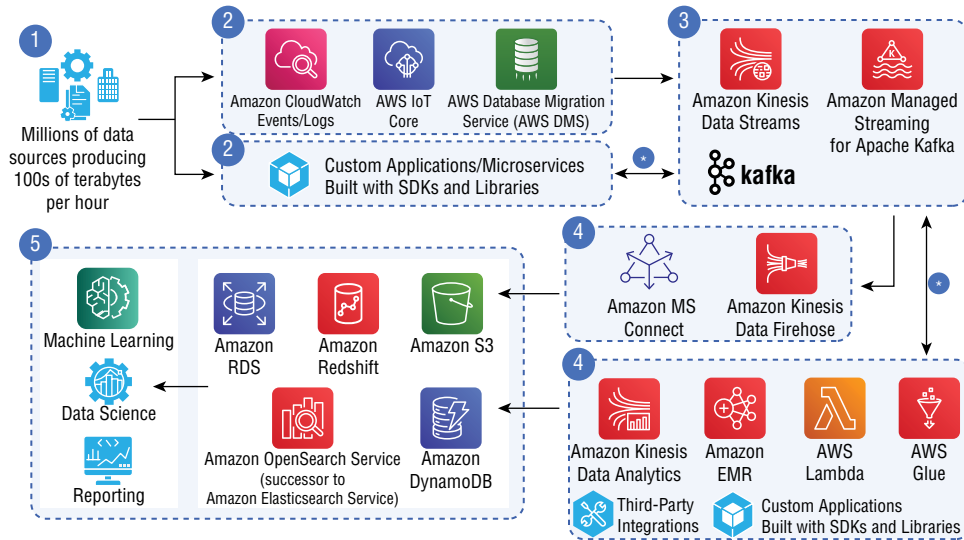 1
Millions of data
sources producing
100s of terabytes
per hour
2
Amazon CloudWatch
Events/Logs
AWS IoT
Core
AWS Database Migration
Service (AWS DMS)
2
Custom Applications/Microservices
Built with SDKs and Libraries
*
3
Amazon Kinesis
Data Streams
K
Amazon Managed
Streaming
for Apache Kafka
kafka
*
4
Amazon MS
Connect
Amazon Kinesis
Data Firehose
4
Amazon Kinesis
Data Analytics
Amazon
EMR
AWS
Lambda
AWS
Glue
Third-Party
Integrations
Custom Applications
Built with SDKs and Libraries
5
Machine Learning
Data Science
Reporting
Amazon
RDS
Amazon
Redshift
Amazon S3
Amazon OpenSearch Service
(successor to
Amazon Elasticsearch Service)
Amazon
DynamoDB